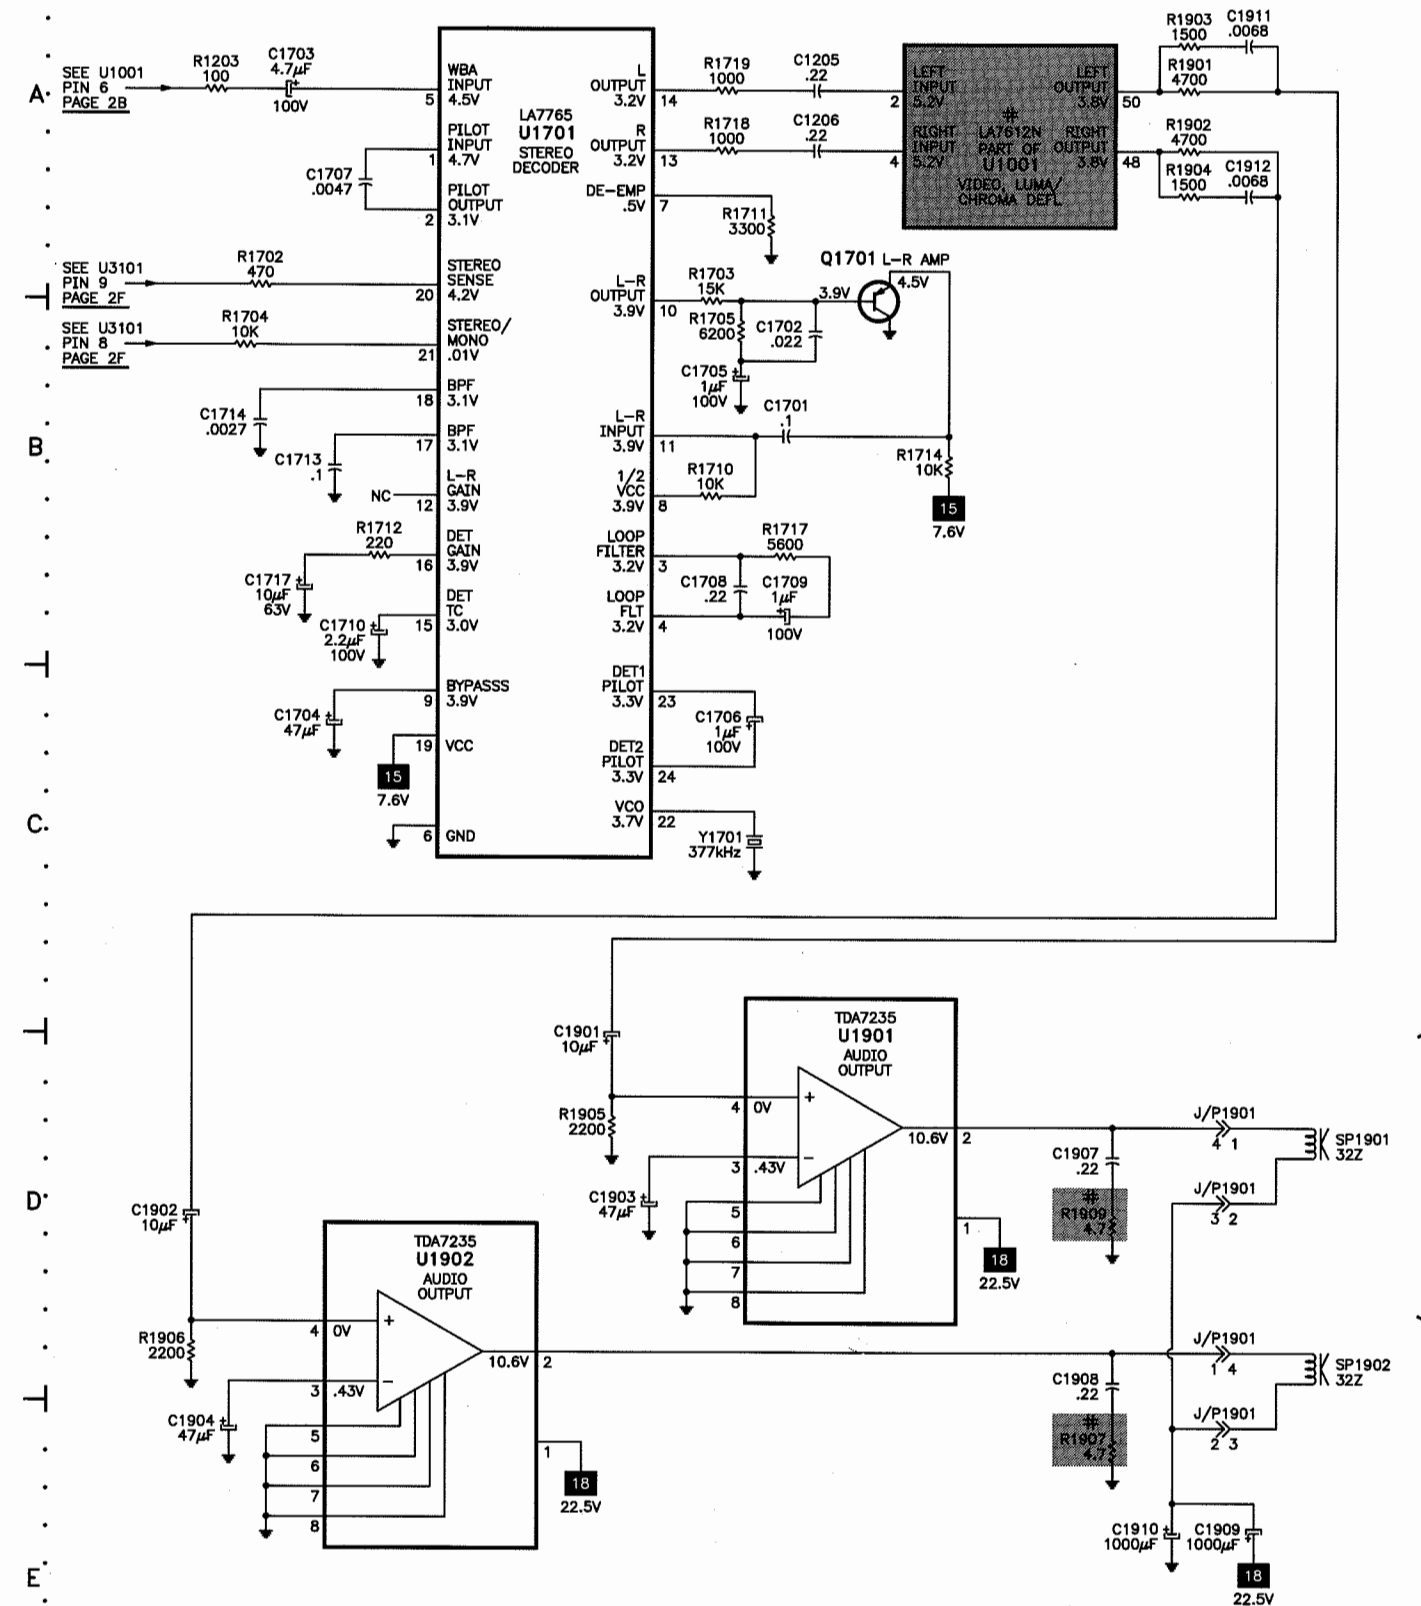 A
SEE U1001
PIN 6
PAGE 2B
R1203
100
C1703
4.7µF
+
100V
5
WBA
INPUT
4.5V
1
PILOT
INPUT
4.7V
C1707
.0047
2
PILOT
OUTPUT
3.1V
SEE U3101
PIN 9
PAGE 2F
R1702
470
20
STEREO
SENSE
4.2V
SEE U3101
PIN 8
PAGE 2F
R1704
10K
21
STEREO/
MONO
.01V
B
C1714
.0027
18
BPF
3.1V
C1713
.1
17
BPF
3.1V
NC
12
L-R
GAIN
3.9V
R1712
220
C1717
10µF
63V
+
16
DET
GAIN
3.9V
C1710
2.2µF
100V
+
15
DET
TC
3.0V
C1704
47µF
+
9
BYPASSS
3.9V
19
VCC
15
7.6V
6
GND
C
LA7765
U1701
STEREO
DECODER
L
OUTPUT
3.2V
14
R1719
1000
C1205
.22
R
OUTPUT
3.2V
13
R1718
1000
C1206
.22
DE-EMP
.5V
7
R1711
3300
L-R
OUTPUT
3.9V
10
R1703
15K
R1705
6200
C1702
.022
C1705
1µF
100V
+
Q1701 L-R AMP
3.9V
4.5V
L-R
INPUT
3.9V
11
C1701
.1
1/2
VCC
3.9V
8
R1710
10K
R1714
10K
15
7.6V
LOOP
FILTER
3.2V
3
R1717
5600
C1708
.22
C1709
1µF
+
100V
LOOP
FLT
3.2V
4
DET1
PILOT
3.3V
23
C1706
1µF
100V
+
DET2
PILOT
3.3V
24
VCO
3.7V
22
Y1701
377kHz
2
LEFT
INPUT
5.2V
4
RIGHT
INPUT
5.2V
#
LA7612N
PART OF
U1001
VIDEO, LUMA/
CHROMA DEFL
LEFT
OUTPUT
3.8V
50
RIGHT
OUTPUT
3.8V
48
R1903
1500
C1911
.0068
R1901
4700
R1902
4700
R1904
1500
C1912
.0068
C1901
10µF
+
R1905
2200
TDA7235
U1901
AUDIO
OUTPUT
4
0V
+
3
.43V
−
C1903
47µF
+
5
6
7
8
10.6V
2
1
18
22.5V
C1907
.22
#
R1909
4.7
J/P1901
4 1
SP1901
32Z
J/P1901
3 2
D
C1902
10µF
+
R1906
2200
TDA7235
U1902
AUDIO
OUTPUT
4
0V
+
3
.43V
−
C1904
47µF
+
5
6
7
8
10.6V
2
1
18
22.5V
C1908
.22
#
R1907
4.7
J/P1901
1 4
SP1902
32Z
J/P1901
2 3
C1910
1000µF
+
C1909
1000µF
+
18
22.5V
E